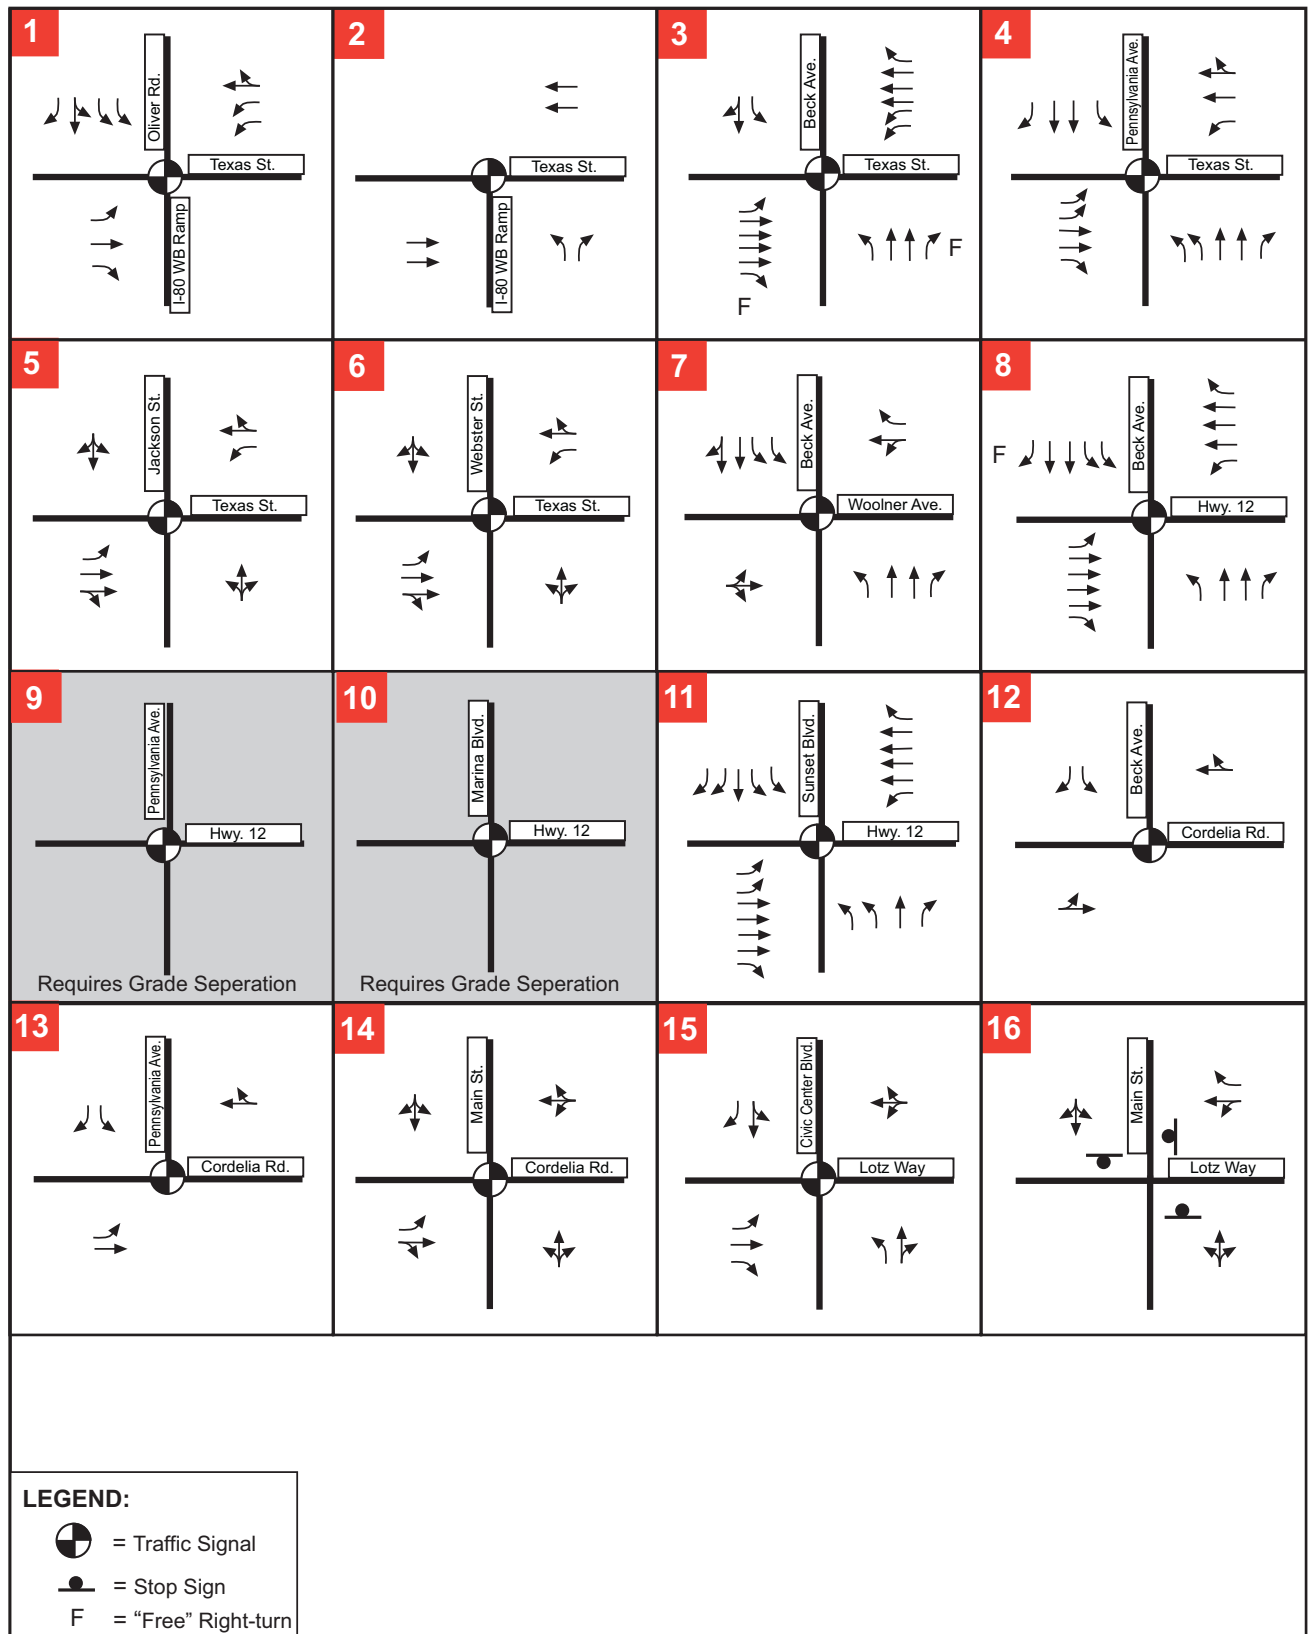 1
Oliver Rd.
Texas St.
I-80 WB Ramp
2
Texas St.
I-80 WB Ramp
3
Beck Ave.
Texas St.
F
F
4
Pennsylvania Ave.
Texas St.
5
Jackson St.
Texas St.
6
Webster St.
Texas St.
7
Beck Ave.
Woolner Ave.
8
F
Beck Ave.
Hwy. 12
9
Pennsylvania Ave.
Hwy. 12
Requires Grade Seperation
10
Marina Blvd.
Hwy. 12
Requires Grade Seperation
11
Sunset Blvd.
Hwy. 12
12
Beck Ave.
Cordelia Rd.
13
Pennsylvania Ave.
Cordelia Rd.
14
Main St.
Cordelia Rd.
15
Civic Center Blvd.
Lotz Way
16
Main St.
Lotz Way
LEGEND:
= Traffic Signal
= Stop Sign
F = “Free” Right-turn